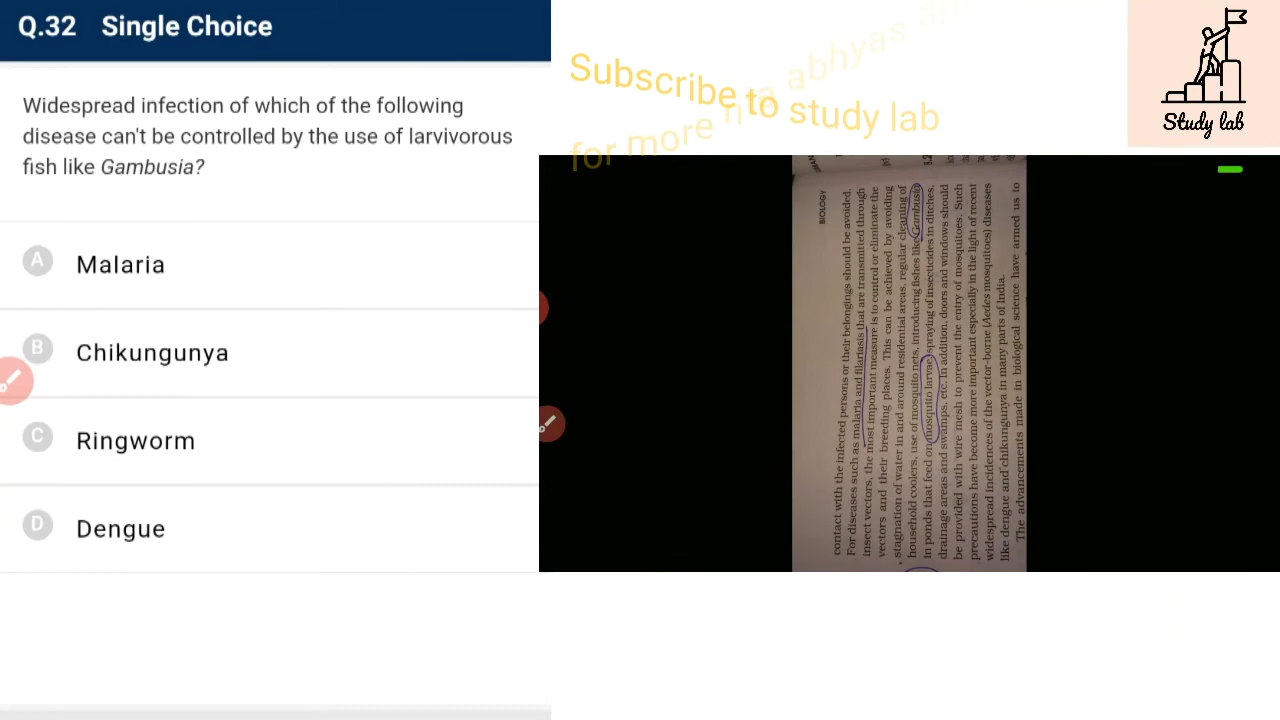 Q.32 Single Choice
Widespread infection of which of the following
disease can't be controlled by the use of larvivorous
fish like Gambusia?
A Malaria
B Chikungunya
C Ringworm
D Dengue
Subscribe to study lab
for more nta abhyas
Study lab
BIOLOGY
contact with the infected persons or their belongings should be avoided.
For diseases such as malaria and filariasis that are transmitted through
insect vectors, the most important measure is to control or eliminate the
vectors and their breeding places. This can be achieved by avoiding
stagnation of water in and around residential areas, regular cleaning of
household coolers, use of mosquito nets, introducing fishes like Gambusia
in ponds that feed on mosquito larvae, spraying of insecticides in ditches,
drainage areas and swamps, etc. In addition, doors and windows should
be provided with wire mesh to prevent the entry of mosquitoes. Such
precautions have become more important especially in the light of recent
widespread incidences of the vector-borne (Aedes mosquitoes) diseases
like dengue and chikungunya in many parts of India.
The advancements made in biological science have armed us to